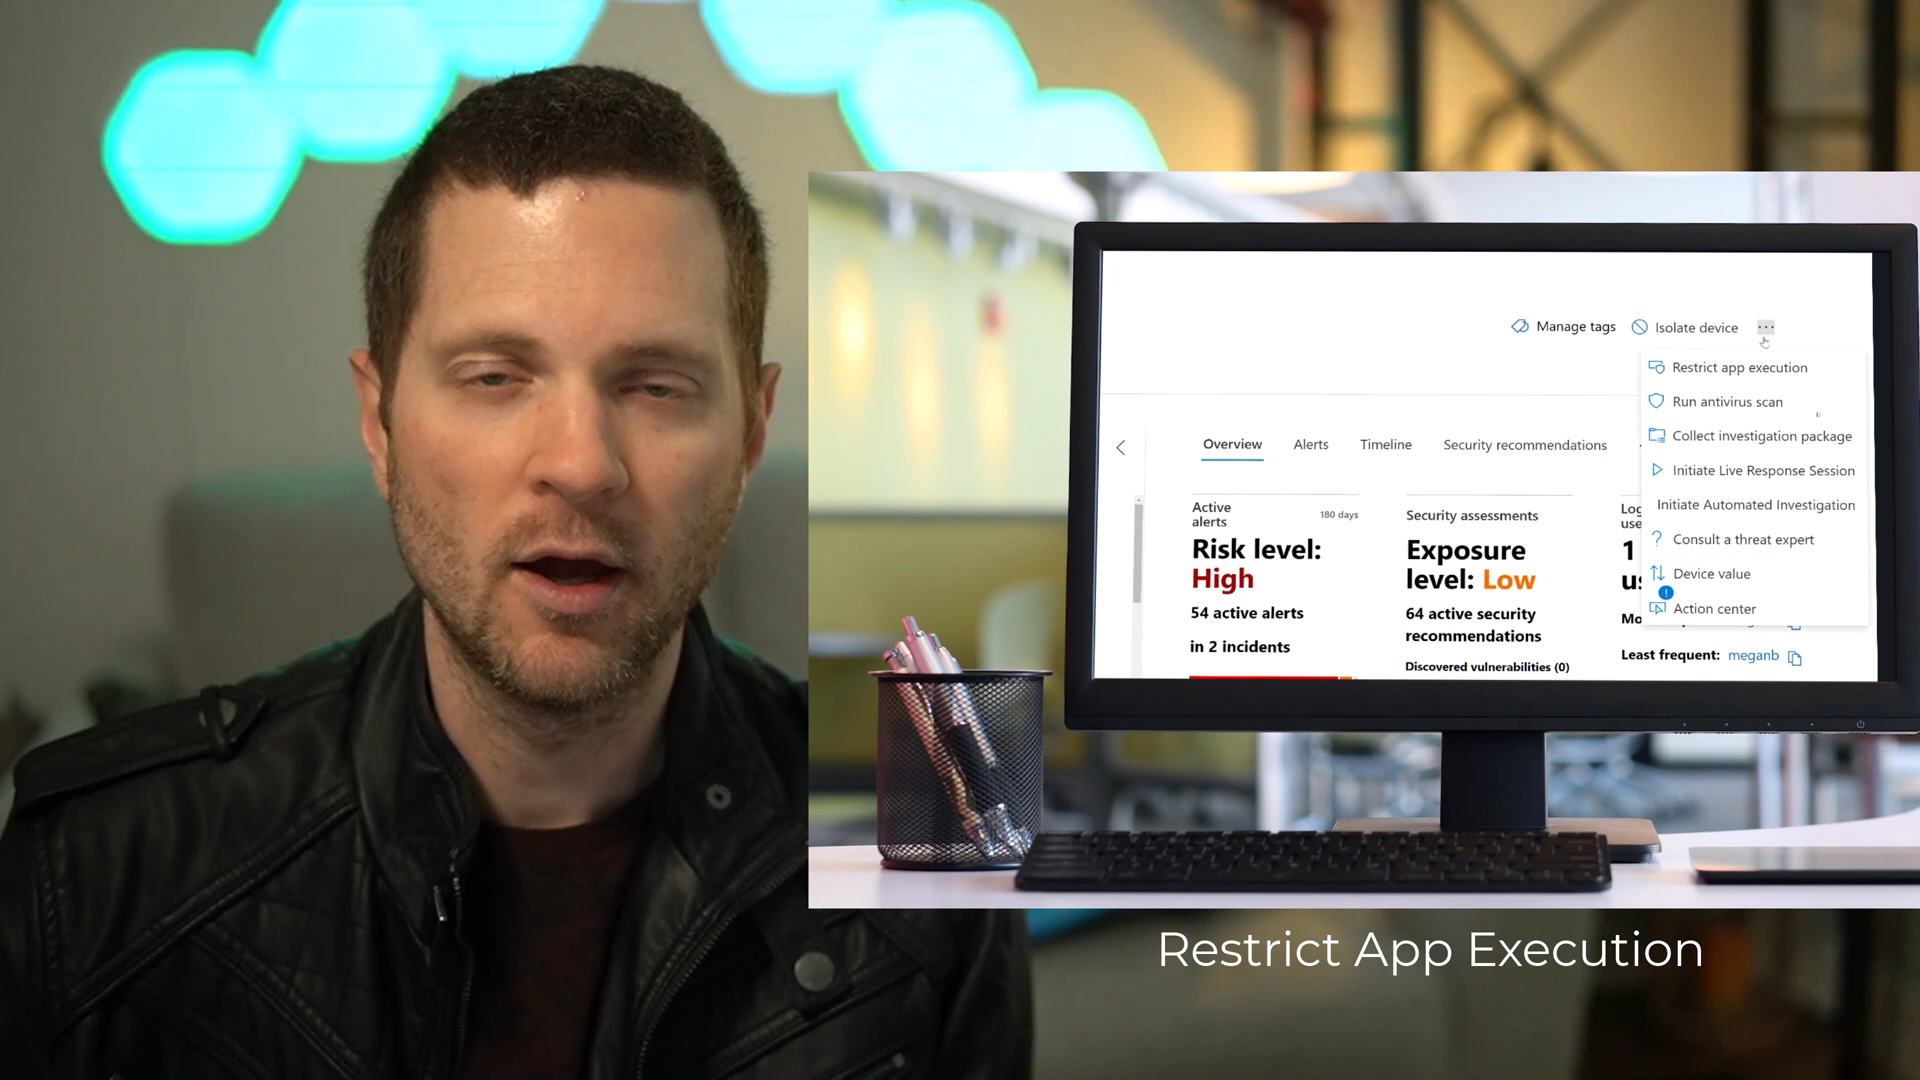 Manage tags
Isolate device
...
Restrict app execution
Run antivirus scan
Collect investigation package
Initiate Live Response Session
Initiate Automated Investigation
Consult a threat expert
Device value
!
Action center
Overview
Alerts
Timeline
Security recommendations
Active
alerts
180 days
Risk level:
High
54 active alerts
in 2 incidents
Security assessments
Exposure
level: Low
64 active security
recommendations
Discovered vulnerabilities (0)
1
Least frequent: meganb
Restrict App Execution